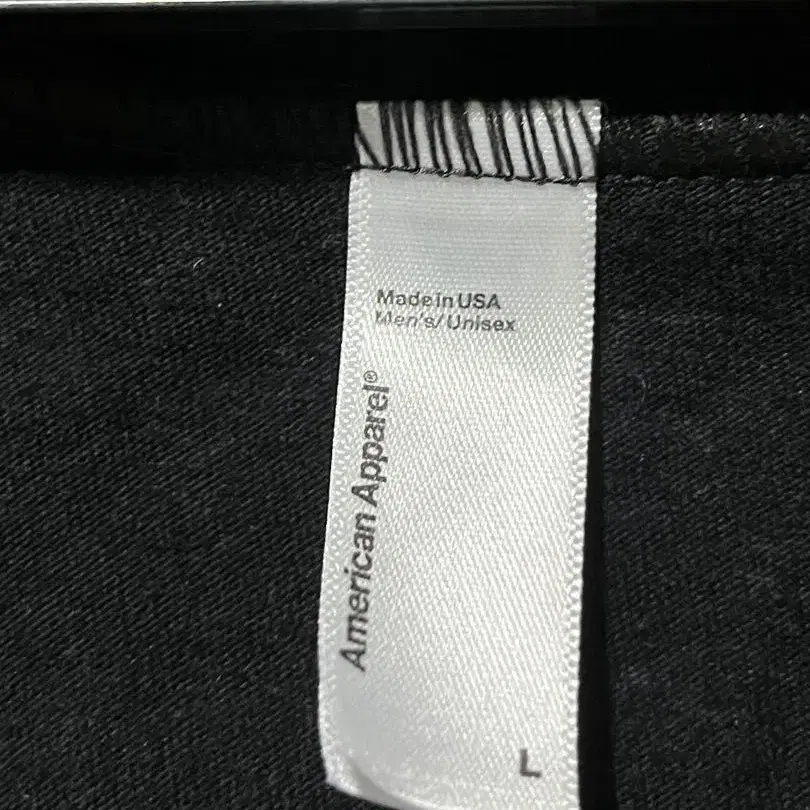 Made in USA
Men's/Unisex
American Apparel®
L